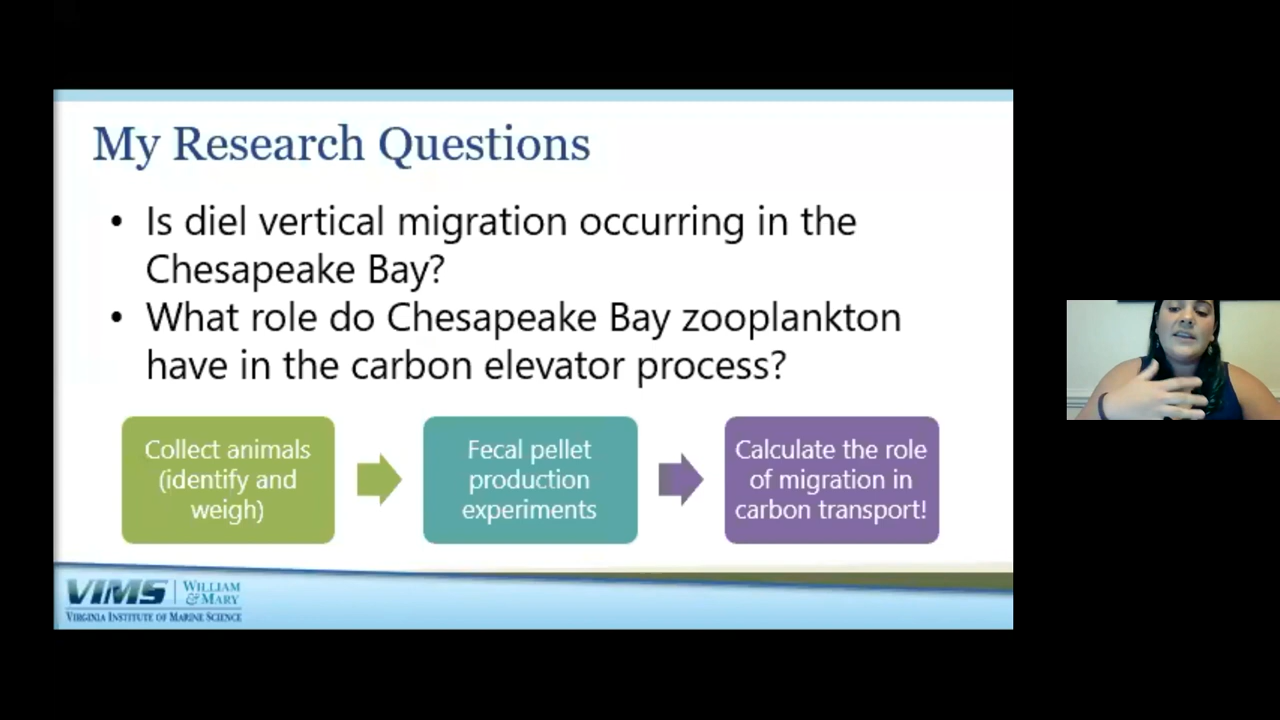 My Research Questions
• Is diel vertical migration occurring in the
Chesapeake Bay?
• What role do Chesapeake Bay zooplankton
have in the carbon elevator process?
Collect animals
(identify and
weigh)
Fecal pellet
production
experiments
Calculate the role
of migration in
carbon transport!
VIMS
WILLIAM
& MARY
VIRGINIA INSTITUTE OF MARINE SCIENCE